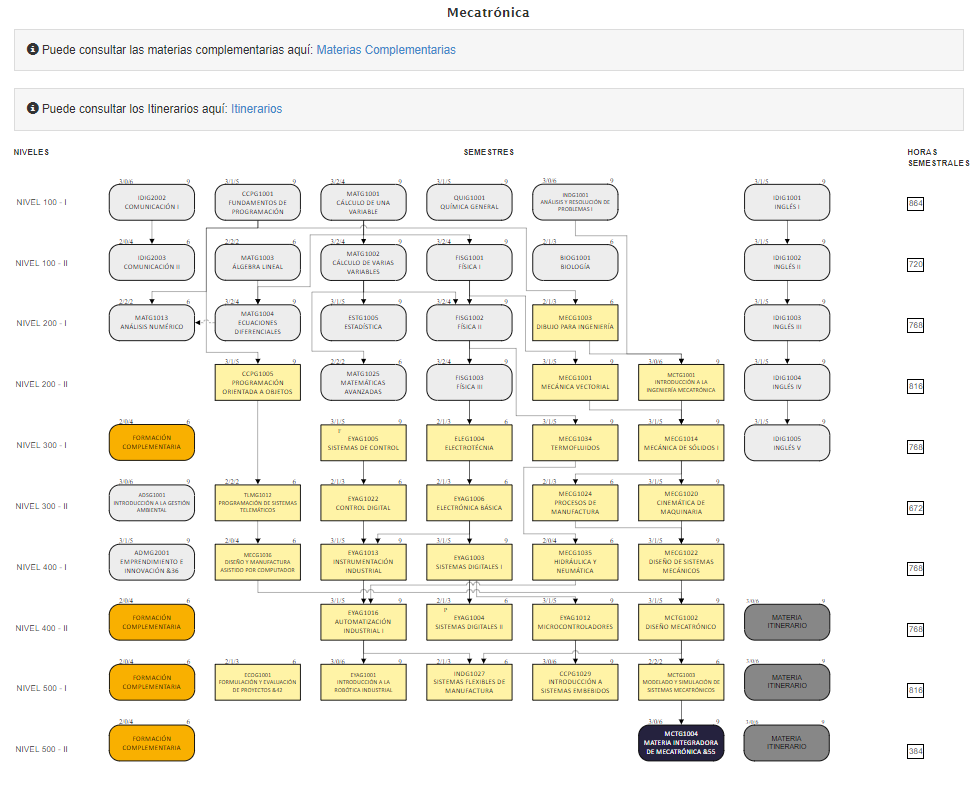 Mecatrónica
Puede consultar las materias complementarias aquí: Materias Complementarias
Puede consultar los Itinerarios aquí: Itinerarios
NIVELES
SEMESTRES
HORAS
SEMESTRALES
NIVEL 100 - I
3/0/6 9
IDIG2002
COMUNICACIÓN I
3/1/5 9
CCPG1001
FUNDAMENTOS DE
PROGRAMACIÓN
3/2/4 9
MATG1001
CÁLCULO DE UNA
VARIABLE
3/1/5 9
QUIG1001
QUÍMICA GENERAL
3/0/6 9
INDG1001
ANÁLISIS Y RESOLUCIÓN DE
PROBLEMAS I
3/1/5 9
IDIG1001
INGLÉS I
864
NIVEL 100 - II
2/0/4 6
IDIG2003
COMUNICACIÓN II
2/2/2 6
MATG1003
ÁLGEBRA LINEAL
3/2/4 9
MATG1002
CÁLCULO DE VARIAS
VARIABLES
3/2/4 9
FISG1001
FÍSICA I
2/1/3 6
BIOG1001
BIOLOGÍA
3/1/5 9
IDIG1002
INGLÉS II
720
NIVEL 200 - I
2/2/2 6
MATG1013
ANÁLISIS NUMÉRICO
3/2/4 9
MATG1004
ECUACIONES
DIFERENCIALES
3/1/5 9
ESTG1005
ESTADÍSTICA
3/2/4 9
FISG1002
FÍSICA II
2/1/3 6
MECG1003
DIBUJO PARA INGENIERÍA
3/1/5 9
IDIG1003
INGLÉS III
768
NIVEL 200 - II
3/1/5 9
CCPG1005
PROGRAMACIÓN
ORIENTADA A OBJETOS
2/2/2 6
MATG1025
MATEMÁTICAS
AVANZADAS
3/2/4 9
FISG1003
FÍSICA III
3/1/5 9
MECG1001
MECÁNICA VECTORIAL
3/0/6 9
MCTG1001
INTRODUCCIÓN A LA
INGENIERÍA MECATRÓNICA
3/1/5 9
IDIG1004
INGLÉS IV
816
NIVEL 300 - I
2/0/4 6
FORMACIÓN
COMPLEMENTARIA
3/1/5 9
P
EYAG1005
SISTEMAS DE CONTROL
2/1/3 6
ELEG1004
ELECTROTÉCNIA
3/1/5 9
MECG1034
TERMOFLUIDOS
3/1/5 9
MECG1014
MECÁNICA DE SÓLIDOS I
3/1/5 9
IDIG1005
INGLÉS V
768
NIVEL 300 - II
3/0/6 9
ADSG1001
INTRODUCCIÓN A LA GESTIÓN
AMBIENTAL
2/2/2 6
TLMG1012
PROGRAMACIÓN DE SISTEMAS
TELEMÁTICOS
2/1/3 6
EYAG1022
CONTROL DIGITAL
2/1/3 6
EYAG1006
ELECTRÓNICA BÁSICA
2/1/3 6
MECG1024
PROCESOS DE
MANUFACTURA
3/1/5 9
MECG1020
CINEMÁTICA DE
MAQUINARIA
672
NIVEL 400 - I
3/1/5 9
ADMG2001
EMPRENDIMIENTO E
INNOVACIÓN &36
2/0/4 6
MECG1036
DISEÑO Y MANUFACTURA
ASISTIDO POR COMPUTADOR
3/1/5 9
EYAG1013
INSTRUMENTACIÓN
INDUSTRIAL
3/1/5 9
EYAG1003
SISTEMAS DIGITALES I
2/0/4 6
MECG1035
HIDRÁULICA Y
NEUMÁTICA
3/1/5 9
MECG1022
DISEÑO DE SISTEMAS
MECÁNICOS
768
NIVEL 400 - II
2/0/4 6
FORMACIÓN
COMPLEMENTARIA
3/1/5 9
EYAG1016
AUTOMATIZACIÓN
INDUSTRIAL I
2/1/3 6
P
EYAG1004
SISTEMAS DIGITALES II
3/1/5 9
EYAG1012
MICROCONTROLADORES
3/1/5 9
MCTG1002
DISEÑO MECATRÓNICO
3/0/6 9
MATERIA
ITINERARIO
768
NIVEL 500 - I
2/0/4 6
FORMACIÓN
COMPLEMENTARIA
2/1/3 6
ECOG1001
FORMULACIÓN Y EVALUACIÓN
DE PROYECTOS &42
3/0/6 9
EYAG1001
INTRODUCCIÓN A LA
ROBÓTICA INDUSTRIAL
2/1/3 6
INDG1027
SISTEMAS FLEXIBLES DE
MANUFACTURA
3/0/6 9
CCPG1029
INTRODUCCIÓN A
SISTEMAS EMBEBIDOS
2/2/2 6
MCTG1003
MODELADO Y SIMULACIÓN DE
SISTEMAS MECATRÓNICOS
3/0/6 9
MATERIA
ITINERARIO
816
NIVEL 500 - II
2/0/4 6
FORMACIÓN
COMPLEMENTARIA
3/0/6 9
MCTG1004
MATERIA INTEGRADORA
DE MECATRÓNICA &55
3/0/6 9
MATERIA
ITINERARIO
384